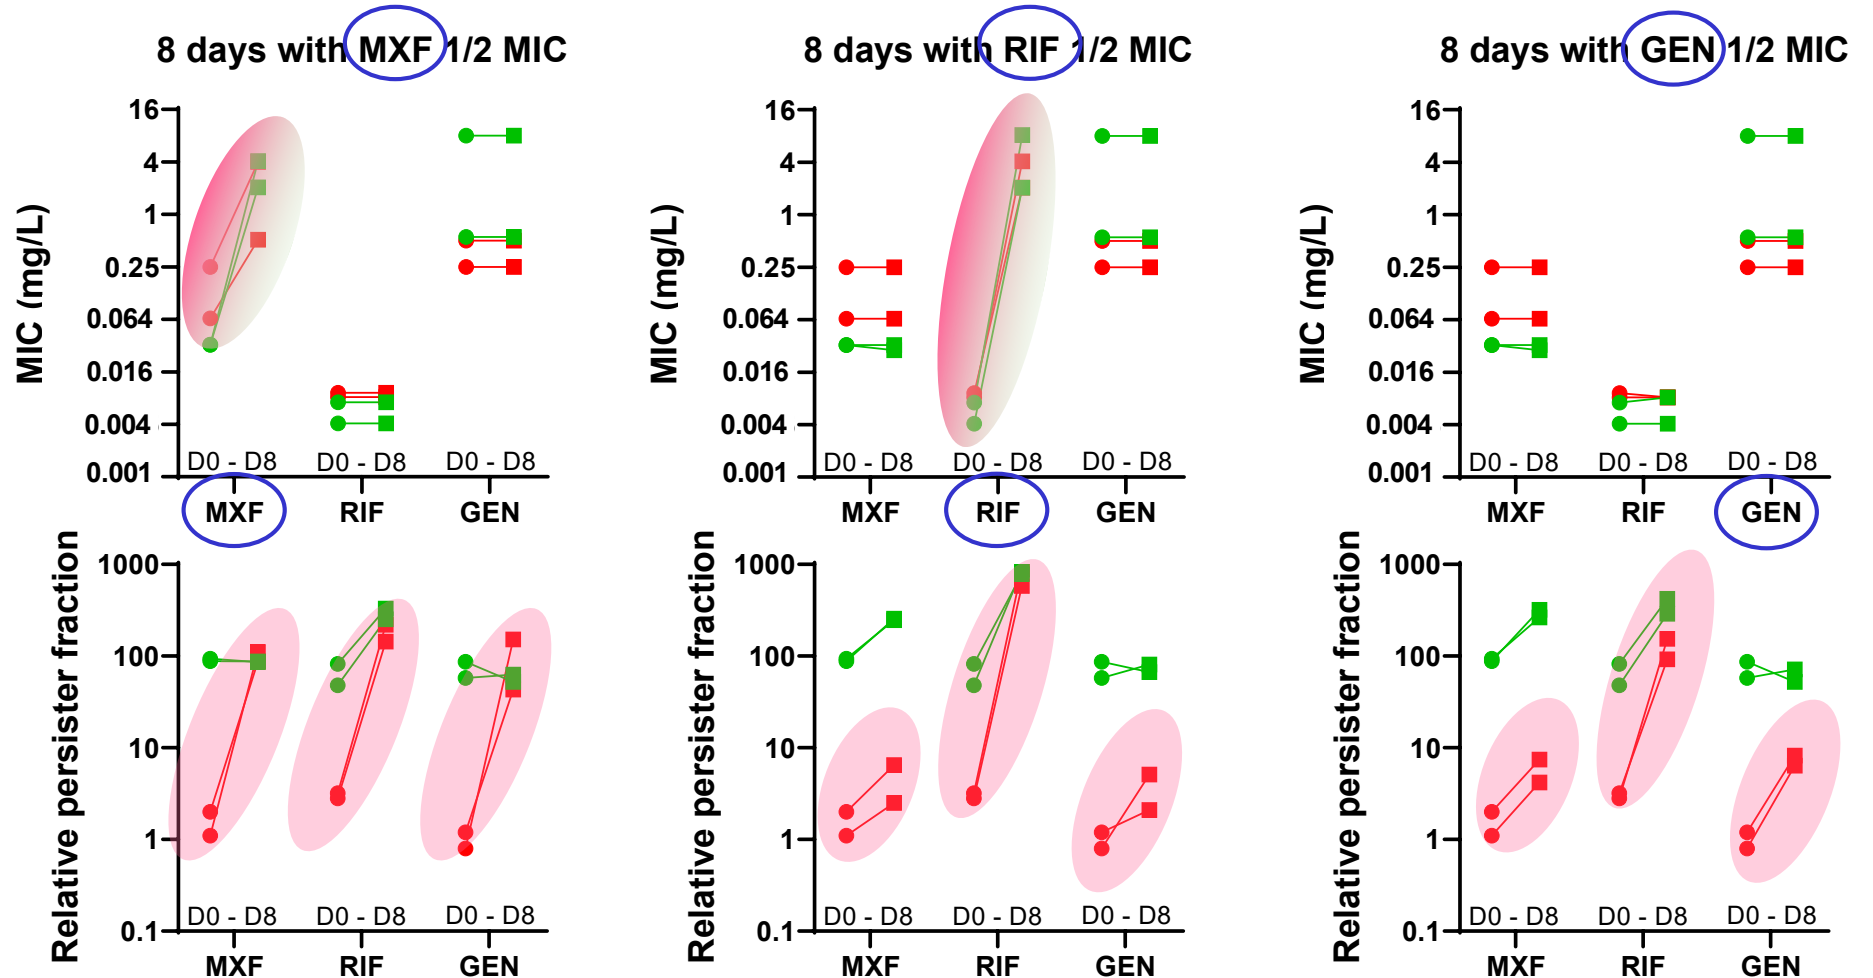 8 days with MXF 1/2 MIC
8 days with RIF 1/2 MIC
8 days with GEN 1/2 MIC
MIC (mg/L)
16
4
1
0.25
0.064
0.016
0.004
0.001
D0 - D8 D0 - D8 D0 - D8
MXF RIF GEN
MIC (mg/L)
16
4
1
0.25
0.064
0.016
0.004
0.001
D0 - D8 D0 - D8 D0 - D8
MXF RIF GEN
MIC (mg/L)
16
4
1
0.25
0.064
0.016
0.004
0.001
D0 - D8 D0 - D8 D0 - D8
MXF RIF GEN
Relative persister fraction
1000
100
10
1
0.1
D0 - D8 D0 - D8 D0 - D8
MXF RIF GEN
Relative persister fraction
1000
100
10
1
0.1
D0 - D8 D0 - D8 D0 - D8
MXF RIF GEN
Relative persister fraction
1000
100
10
1
0.1
D0 - D8 D0 - D8 D0 - D8
MXF RIF GEN